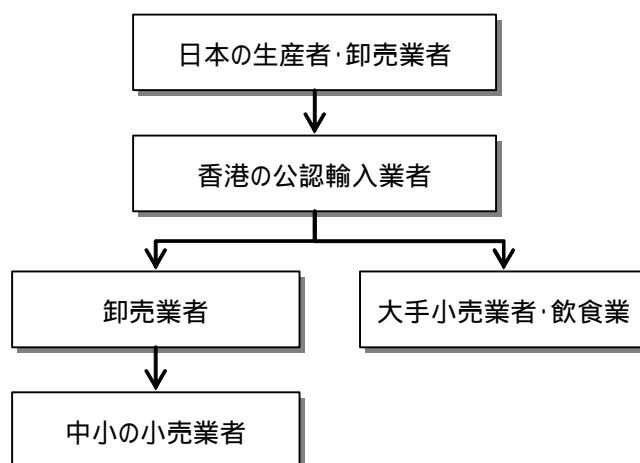 日本の生産者･卸売業者
香港の公認輸入業者
卸売業者
大手小売業者･飲食業
中小の小売業者